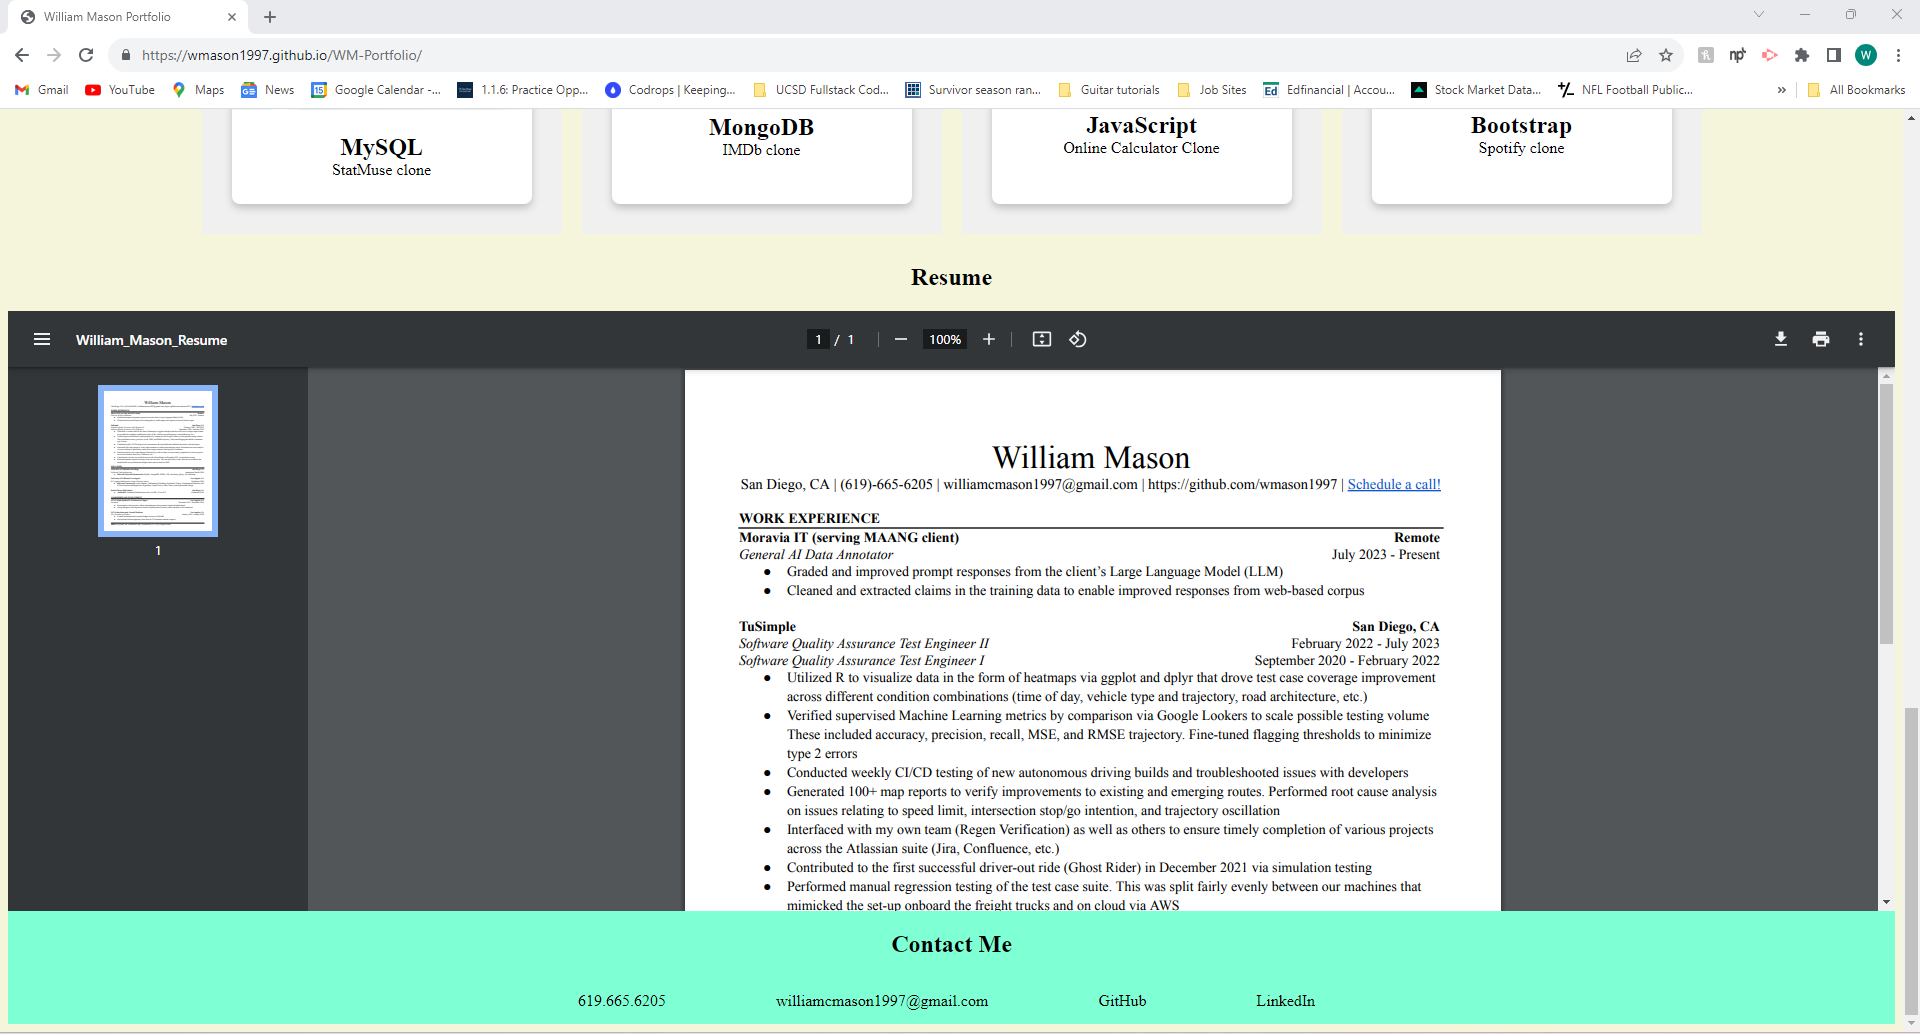 William Mason Portfolio
https://wmason1997.github.io/WM-Portfolio/
W
Gmail YouTube Maps News Google Calendar -... 1.1.6: Practice Opp... Codrops | Keeping... UCSD Fullstack Cod... Survivor season ran... Guitar tutorials Job Sites Edfinancial | Accou... Stock Market Data... NFL Football Public... » All Bookmarks
MySQL
StatMuse clone
MongoDB
IMDb clone
JavaScript
Online Calculator Clone
Bootstrap
Spotify clone
Resume
William_Mason_Resume 1 / 1 100%
1
William Mason
San Diego, CA | (619)-665-6205 | williamcmason1997@gmail.com | https://github.com/wmason1997 | Schedule a call!
WORK EXPERIENCE
Moravia IT (serving MAANG client) Remote
General AI Data Annotator July 2023 - Present
● Graded and improved prompt responses from the client’s Large Language Model (LLM)
● Cleaned and extracted claims in the training data to enable improved responses from web-based corpus
TuSimple San Diego, CA
Software Quality Assurance Test Engineer II February 2022 - July 2023
Software Quality Assurance Test Engineer I September 2020 - February 2022
● Utilized R to visualize data in the form of heatmaps via ggplot and dplyr that drove test case coverage improvement
across different condition combinations (time of day, vehicle type and trajectory, road architecture, etc.)
● Verified supervised Machine Learning metrics by comparison via Google Lookers to scale possible testing volume
These included accuracy, precision, recall, MSE, and RMSE trajectory. Fine-tuned flagging thresholds to minimize
type 2 errors
● Conducted weekly CI/CD testing of new autonomous driving builds and troubleshooted issues with developers
● Generated 100+ map reports to verify improvements to existing and emerging routes. Performed root cause analysis
on issues relating to speed limit, intersection stop/go intention, and trajectory oscillation
● Interfaced with my own team (Regen Verification) as well as others to ensure timely completion of various projects
across the Atlassian suite (Jira, Confluence, etc.)
● Contributed to the first successful driver-out ride (Ghost Rider) in December 2021 via simulation testing
● Performed manual regression testing of the test case suite. This was split fairly evenly between our machines that
mimicked the set-up onboard the freight trucks and on cloud via AWS
Contact Me
619.665.6205 williamcmason1997@gmail.com GitHub LinkedIn